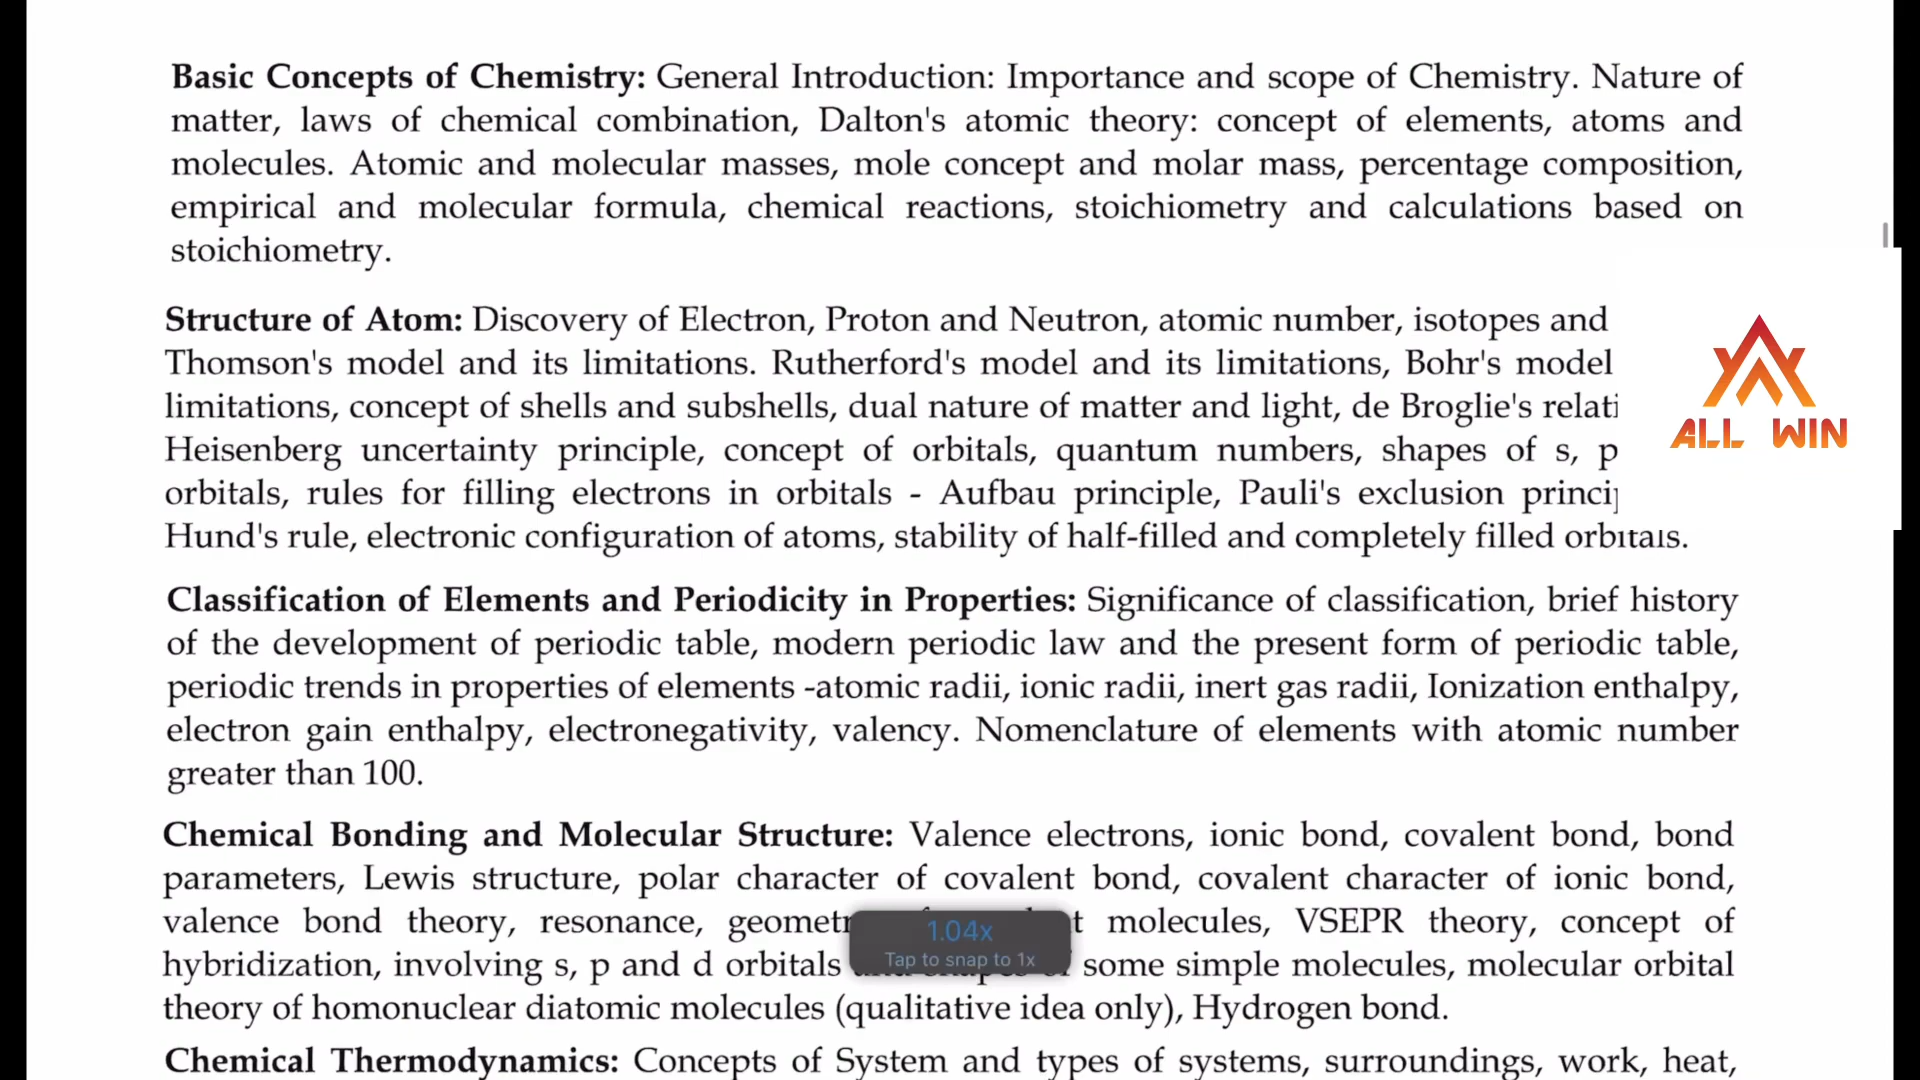 Basic Concepts of Chemistry: General Introduction: Importance and scope of Chemistry. Nature of
matter, laws of chemical combination, Dalton's atomic theory: concept of elements, atoms and
molecules. Atomic and molecular masses, mole concept and molar mass, percentage composition,
empirical and molecular formula, chemical reactions, stoichiometry and calculations based on
stoichiometry.
Structure of Atom: Discovery of Electron, Proton and Neutron, atomic number, isotopes and
Thomson's model and its limitations. Rutherford's model and its limitations, Bohr's model
limitations, concept of shells and subshells, dual nature of matter and light, de Broglie's
Heisenberg uncertainty principle, concept of orbitals, quantum numbers, shapes of s, p
orbitals, rules for filling electrons in orbitals - Aufbau principle, Pauli's exclusion
Hund's rule, electronic configuration of atoms, stability of half-filled and completely filled orbitals.
ALL WIN
Classification of Elements and Periodicity in Properties: Significance of classification, brief history
of the development of periodic table, modern periodic law and the present form of periodic table,
periodic trends in properties of elements -atomic radii, ionic radii, inert gas radii, Ionization enthalpy,
electron gain enthalpy, electronegativity, valency. Nomenclature of elements with atomic number
greater than 100.
Chemical Bonding and Molecular Structure: Valence electrons, ionic bond, covalent bond, bond
parameters, Lewis structure, polar character of covalent bond, covalent character of ionic bond,
valence bond theory, resonance, molecules, VSEPR theory, concept of
hybridization, involving s, p and d orbitals some simple molecules, molecular orbital
theory of homonuclear diatomic molecules (qualitative idea only), Hydrogen bond.
1.04x
Tap to snap to 1x
Chemical Thermodynamics: Concepts of System and types of systems, surroundings, work, heat,